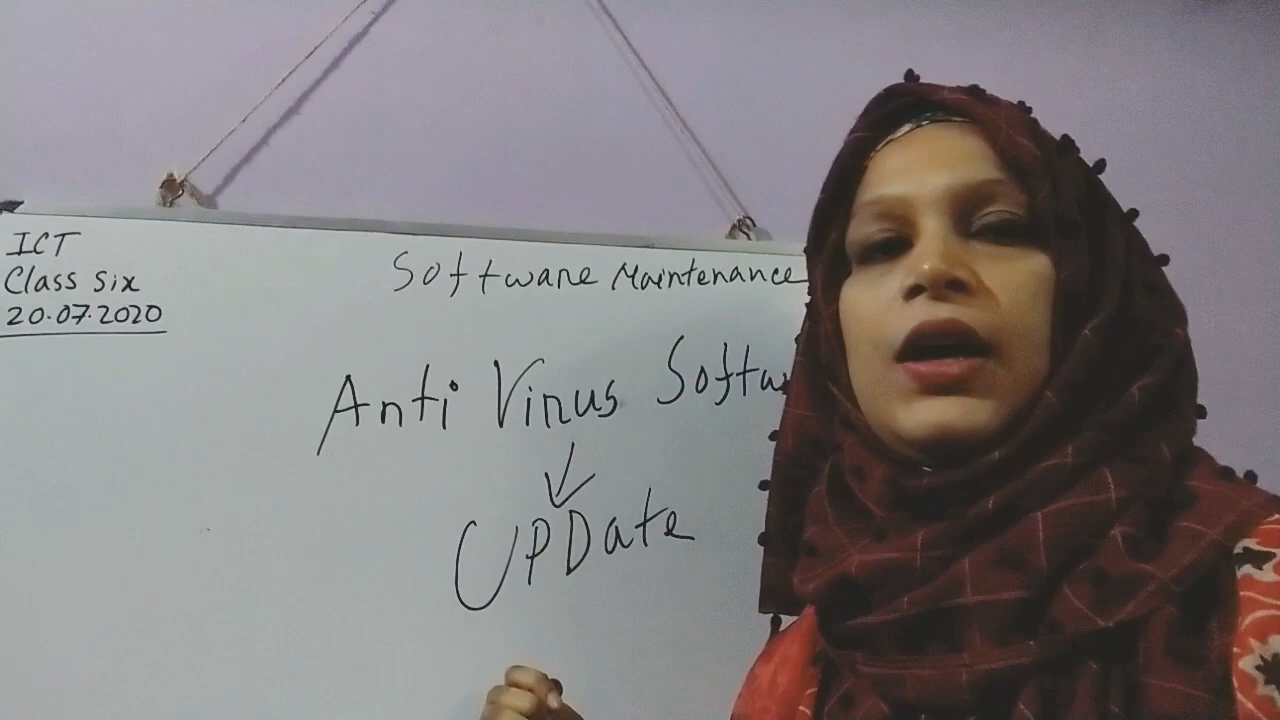 ICT
Class Six
20.07.2020
Software Maintenance
Anti Virus Softw
UPDate